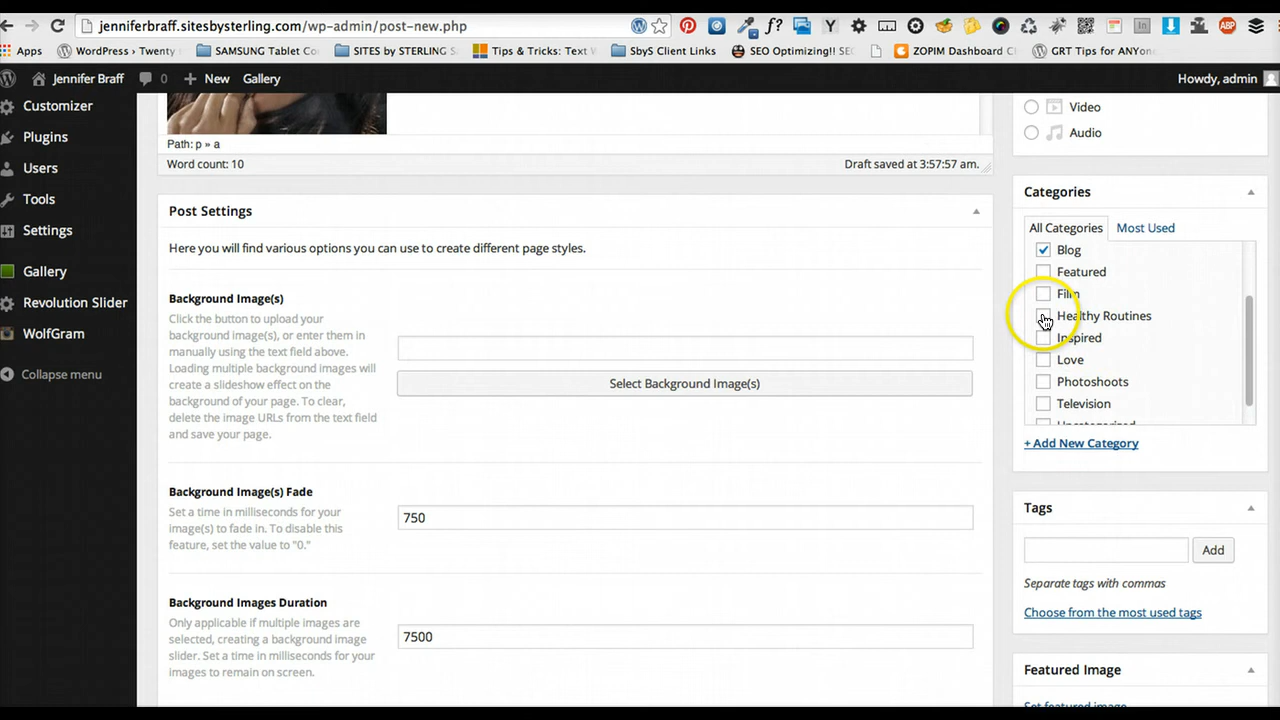 jenniferbraff.sitesbysterling.com/wp-admin/post-new.php
Apps WordPress › Twenty SAMSUNG Tablet Co SITES by STERLING S Tips & Tricks: Text W SbyS Client Links SEO Optimizing!! SE ZOPIM Dashboard C GRT Tips for ANYon
Jennifer Braff 0 New Gallery Howdy, admin
Customizer
Plugins
Users
Tools
Settings
Gallery
Revolution Slider
WolfGram
Collapse menu
Path: p » a
Word count: 10 Draft saved at 3:57:57 am.
Post Settings
Here you will find various options you can use to create different page styles.
Background Image(s)
Click the button to upload your
background image(s), or enter them in
manually using the text field above.
Loading multiple background images will
create a slideshow effect on the
background of your page. To clear,
delete the image URLs from the text field
and save your page.
Select Background Image(s)
Background Image(s) Fade
Set a time in milliseconds for your
image(s) to fade in. To disable this
feature, set the value to "0."
750
Background Images Duration
Only applicable if multiple images are
selected, creating a background image
slider. Set a time in milliseconds for your
images to remain on screen.
7500
Video
Audio
Categories
All Categories Most Used
Blog
Featured
Film
Healthy Routines
Inspired
Love
Photoshoots
Television
Uncategorized
+ Add New Category
Tags
Add
Separate tags with commas
Choose from the most used tags
Featured Image
Set featured image